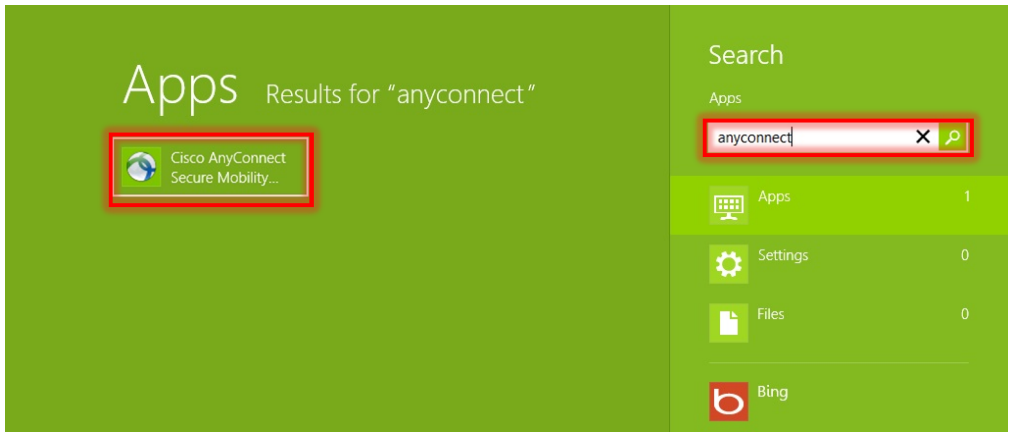 Apps Results for “anyconnect”
Cisco AnyConnect
Secure Mobility...
Search
Apps
anyconnect
Apps 1
Settings 0
Files 0
Bing